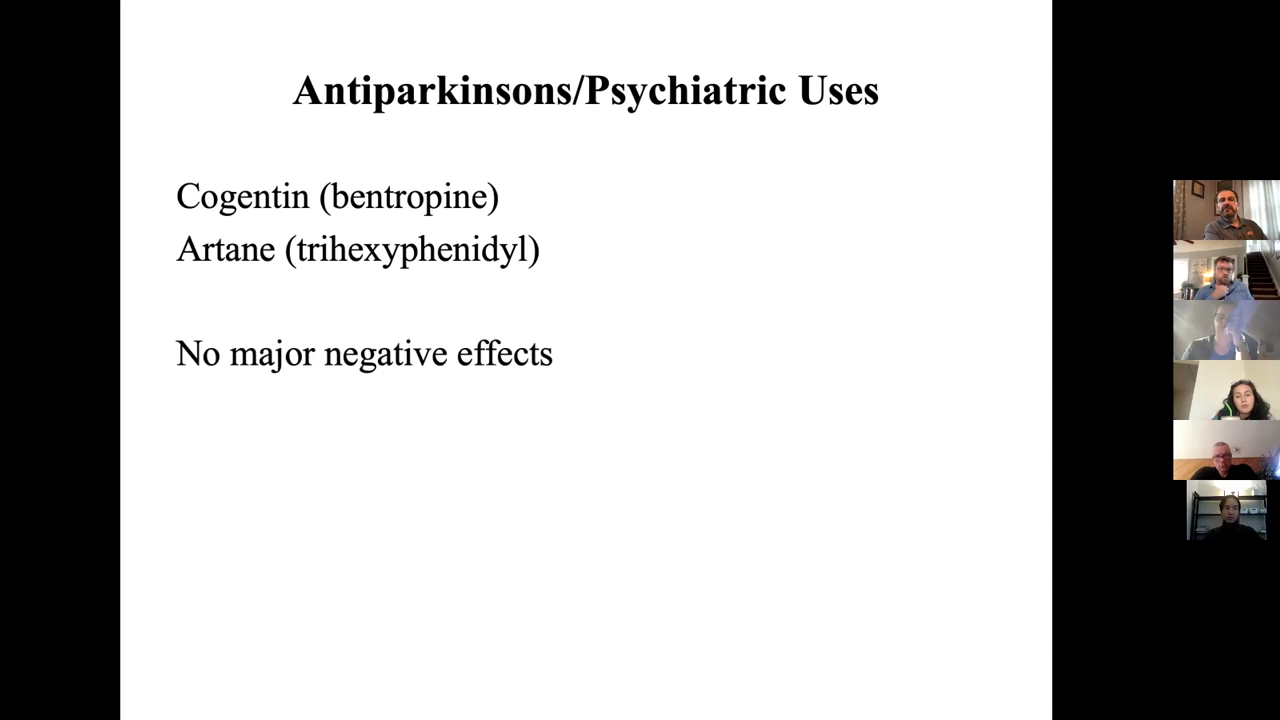 Antiparkinsons/Psychiatric Uses
Cogentin (bentropine)
Artane (trihexyphenidyl)
No major negative effects